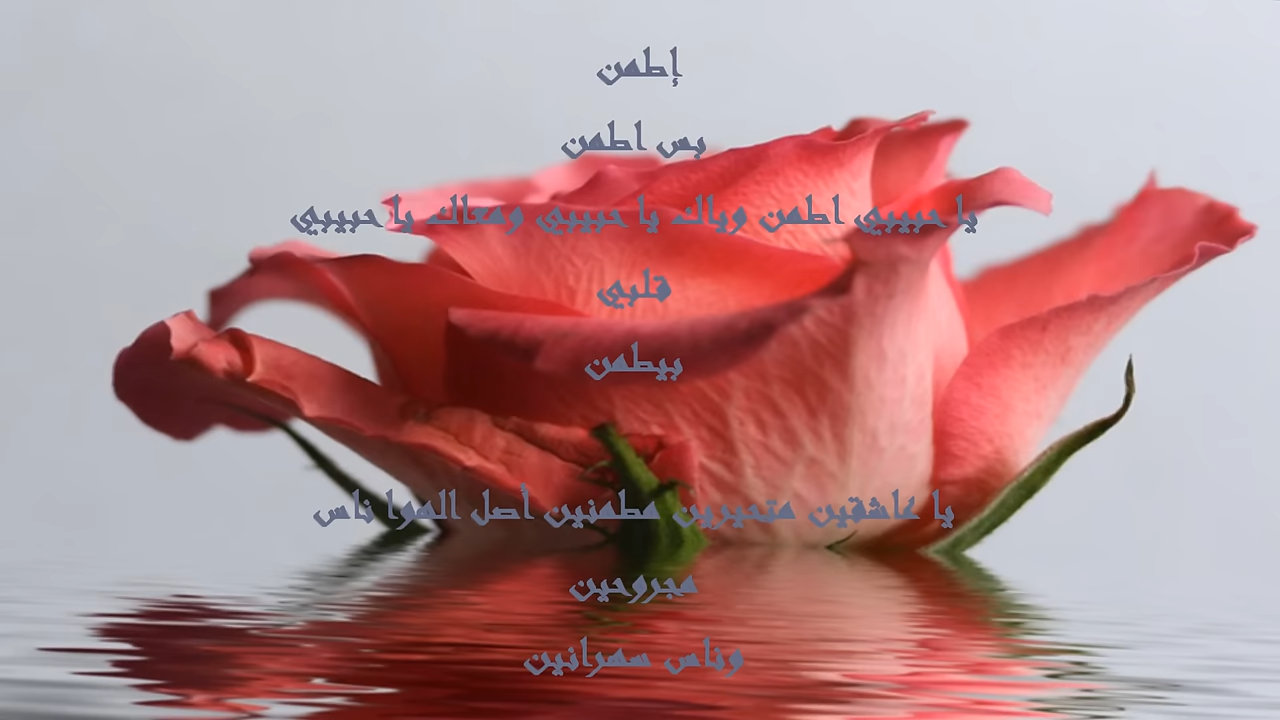 إطمن
بس اطمن
يا حبيبي اطمن وياك يا حبيبي ومعاك يا حبيبي
قلبي
بيطمن
يا عاشقين متحيرين مطمنين أصل الهوا ناس
مجروحين
وناس سهرانين